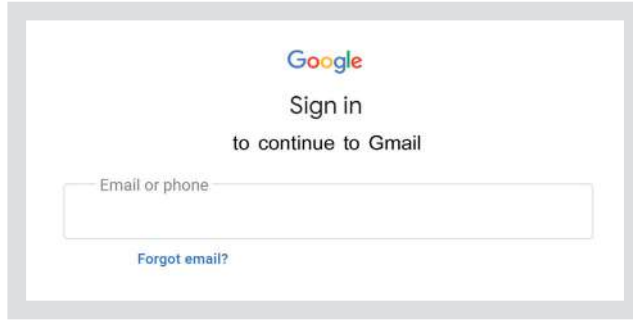 Google
Sign in
to continue to Gmail
Email or phone
Forgot email?